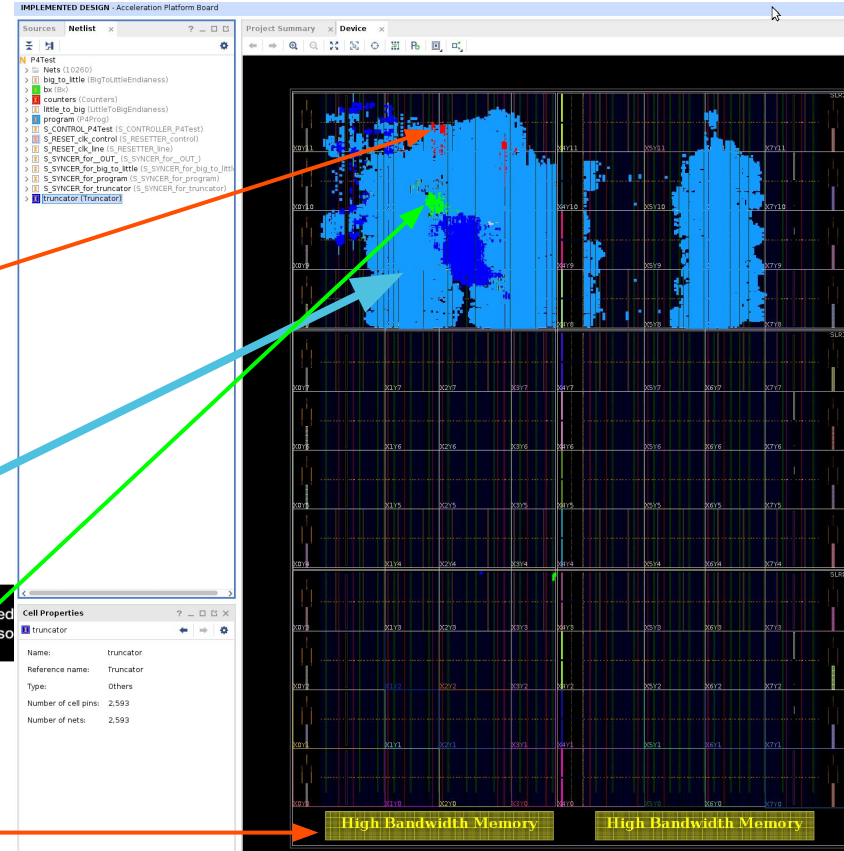 IMPLEMENTED DESIGN - Acceleration Platform Board
Sources Netlist × ? _ □
Project Summary × Device ×
N P4Test
Nets (10260)
big_to_little (BigToLittleEndianess)
bx (Bx)
counters (Counters)
little_to_big (LittleToBigEndianess)
program (P4Prog)
S_CONTROL_P4Test (S_CONTROLLER_P4Test)
S_RESET_clk_control (S_RESETTER_control)
S_RESET_clk_line (S_RESETTER_line)
S_SYNCER_for__OUT_ (S_SYNCER_for__OUT_)
S_SYNCER_for_big_to_little (S_SYNCER_for_big_to_littl
S_SYNCER_for_program (S_SYNCER_for_program)
S_SYNCER_for_truncator (S_SYNCER_for_truncator)
truncator (Truncator)
ed
so
Cell Properties ? _ □ ×
truncator
Name: truncator
Reference name: Truncator
Type: Others
Number of cell pins: 2,593
Number of nets: 2,593
SLR
X0Y11 X4Y11 X5Y11 X7Y11
X0Y10 X4Y10 X5Y10 X7Y10
X0Y9 X4Y9 X5Y9 X7Y9
X4Y8 X5Y8 X7Y8
SLR
X0Y7 X1Y7 X2Y7 X3Y7 X4Y7 X5Y7 X6Y7 X7Y7
X0Y6 X1Y6 X2Y6 X3Y6 X4Y6 X5Y6 X6Y6 X7Y6
X0Y5 X1Y5 X2Y5 X3Y5 X4Y5 X5Y5 X6Y5 X7Y5
X0Y4 X1Y4 X2Y4 X3Y4 X4Y4 X5Y4 X6Y4 X7Y4
SLR
X0Y3 X1Y3 X2Y3 X3Y3 X4Y3 X5Y3 X6Y3 X7Y3
X0Y2 X1Y2 X2Y2 X3Y2 X4Y2 X5Y2 X6Y2 X7Y2
X0Y1 X1Y1 X2Y1 X3Y1 X4Y1 X5Y1 X6Y1 X7Y1
X0Y0 X1Y0 X2Y0 X3Y0 X4Y0 X5Y0 X6Y0 X7Y0
High Bandwidth Memory High Bandwidth Memory